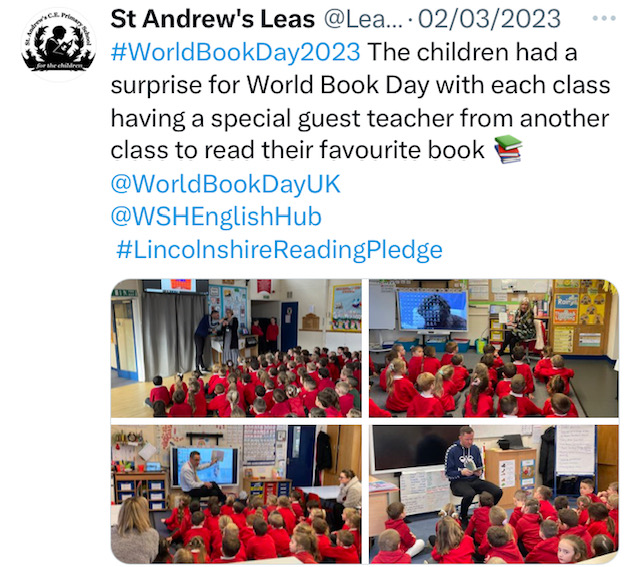 St Andrew's C.E. Primary School
for the children
St Andrew's Leas @Lea... · 02/03/2023
#WorldBookDay2023 The children had a
surprise for World Book Day with each class
having a special guest teacher from another
class to read their favourite book 📚
@WorldBookDayUK
@WSHEnglishHub
#LincolnshireReadingPledge